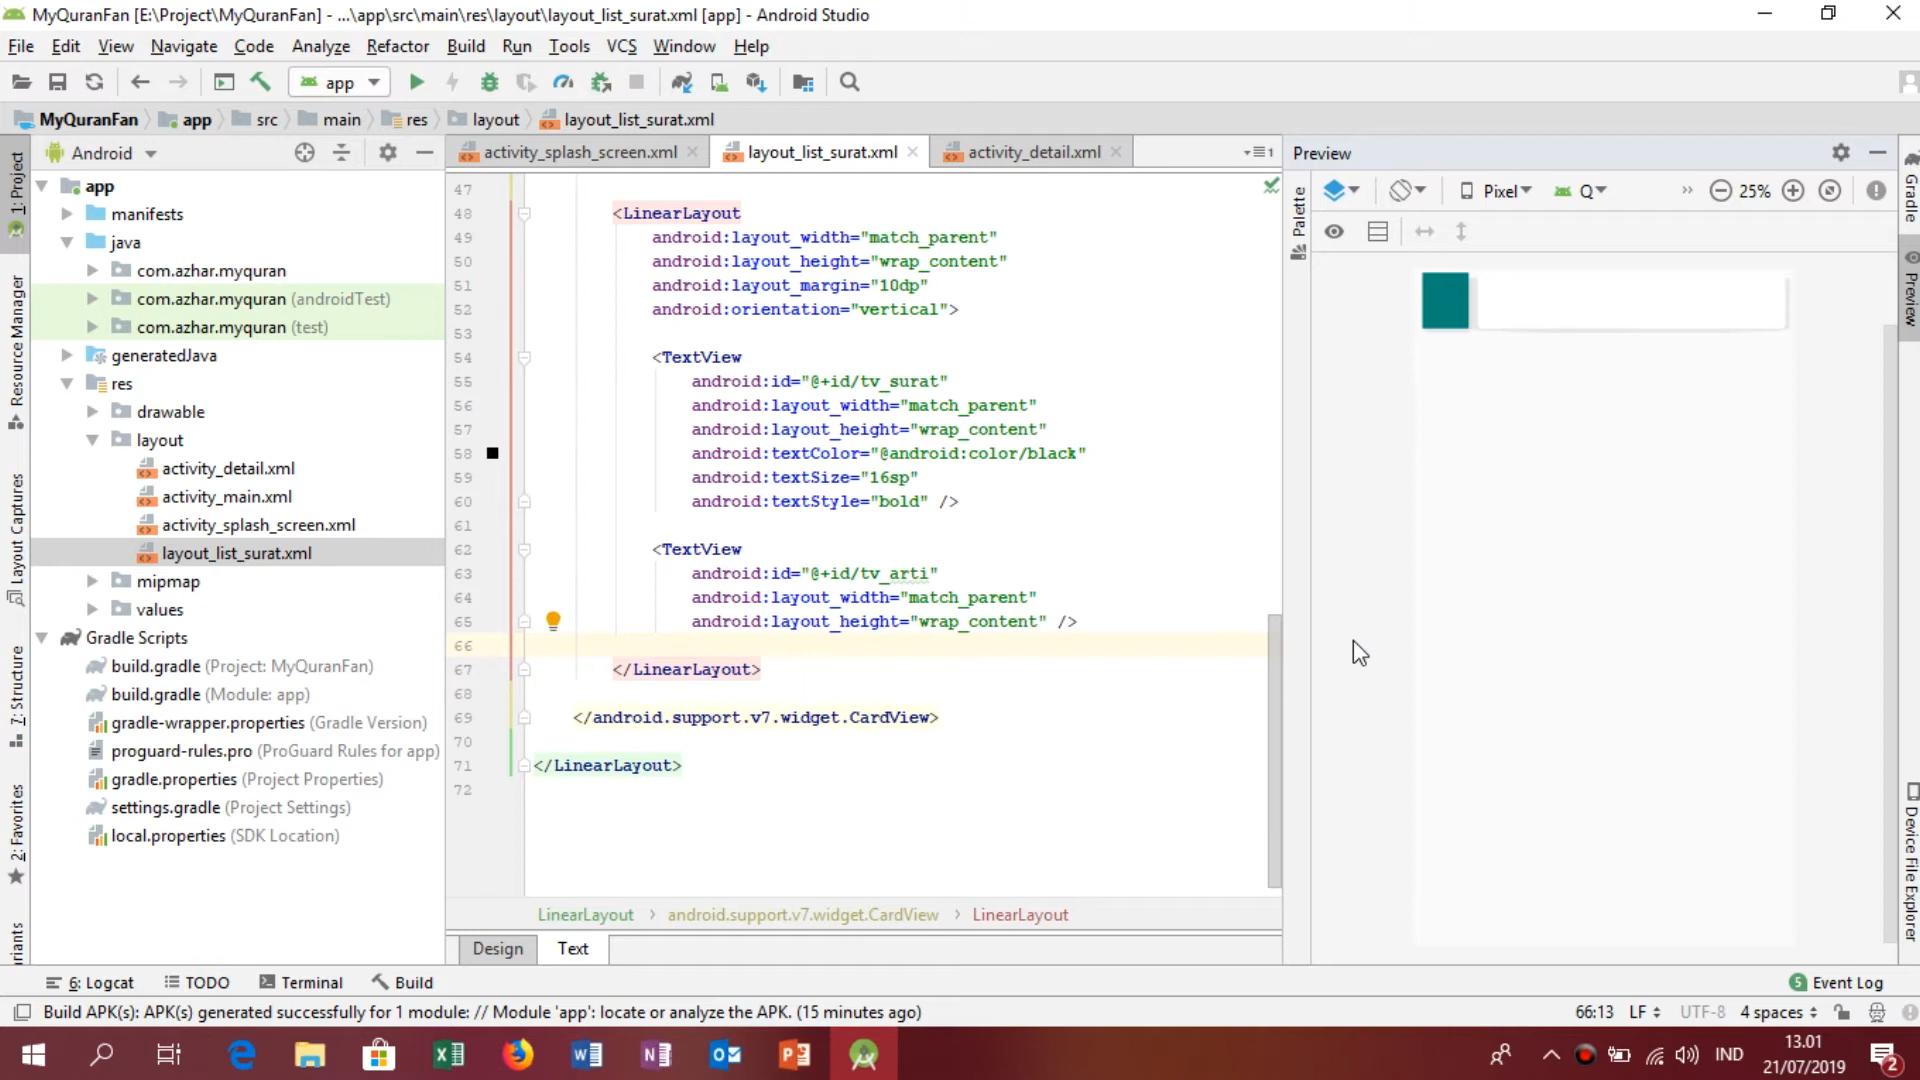 MyQuranFan [E:\Project\MyQuranFan] - ...\app\src\main\res\layout\layout_list_surat.xml [app] - Android Studio
File Edit View Navigate Code Analyze Refactor Build Run Tools VCS Window Help
app
MyQuranFan app src main res layout layout_list_surat.xml
Android
activity_splash_screen.xml layout_list_surat.xml activity_detail.xml
1
Preview
Pixel Q 25%
1: Project
Resource Manager
Layout Captures
7: Structure
2: Favorites
riants
app
manifests
java
com.azhar.myquran
com.azhar.myquran (androidTest)
com.azhar.myquran (test)
generatedJava
res
drawable
layout
activity_detail.xml
activity_main.xml
activity_splash_screen.xml
layout_list_surat.xml
mipmap
values
Gradle Scripts
build.gradle (Project: MyQuranFan)
build.gradle (Module: app)
gradle-wrapper.properties (Gradle Version)
proguard-rules.pro (ProGuard Rules for app)
gradle.properties (Project Properties)
settings.gradle (Project Settings)
local.properties (SDK Location)
47
48 <LinearLayout
49 android:layout_width="match_parent"
50 android:layout_height="wrap_content"
51 android:layout_margin="10dp"
52 android:orientation="vertical">
53
54 <TextView
55 android:id="@+id/tv_surat"
56 android:layout_width="match_parent"
57 android:layout_height="wrap_content"
58 android:textColor="@android:color/black"
59 android:textSize="16sp"
60 android:textStyle="bold" />
61
62 <TextView
63 android:id="@+id/tv_arti"
64 android:layout_width="match_parent"
65 android:layout_height="wrap_content" />
66
67 </LinearLayout>
68
69 </android.support.v7.widget.CardView>
70
71 </LinearLayout>
72
LinearLayout › android.support.v7.widget.CardView › LinearLayout
Design Text
Palette
Gradle
Preview
Device File Explorer
6: Logcat TODO Terminal Build
5 Event Log
Build APK(s): APK(s) generated successfully for 1 module: // Module 'app': locate or analyze the APK. (15 minutes ago)
66:13 LF UTF-8 4 spaces
IND
13.01
21/07/2019
2